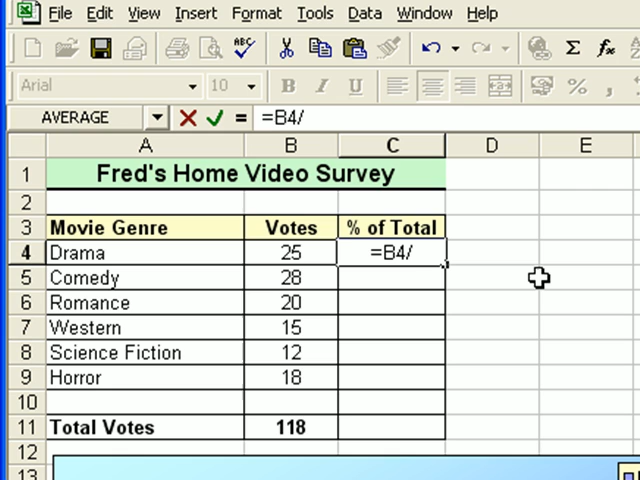 File Edit View Insert Format Tools Data Window Help
ABC Σ fx
Arial 10 B I U % ,
AVERAGE = =B4/
A B C D E
1 Fred's Home Video Survey
2
3 Movie Genre Votes % of Total
4 Drama 25 =B4/
5 Comedy 28
6 Romance 20
7 Western 15
8 Science Fiction 12
9 Horror 18
10
11 Total Votes 118
12
13